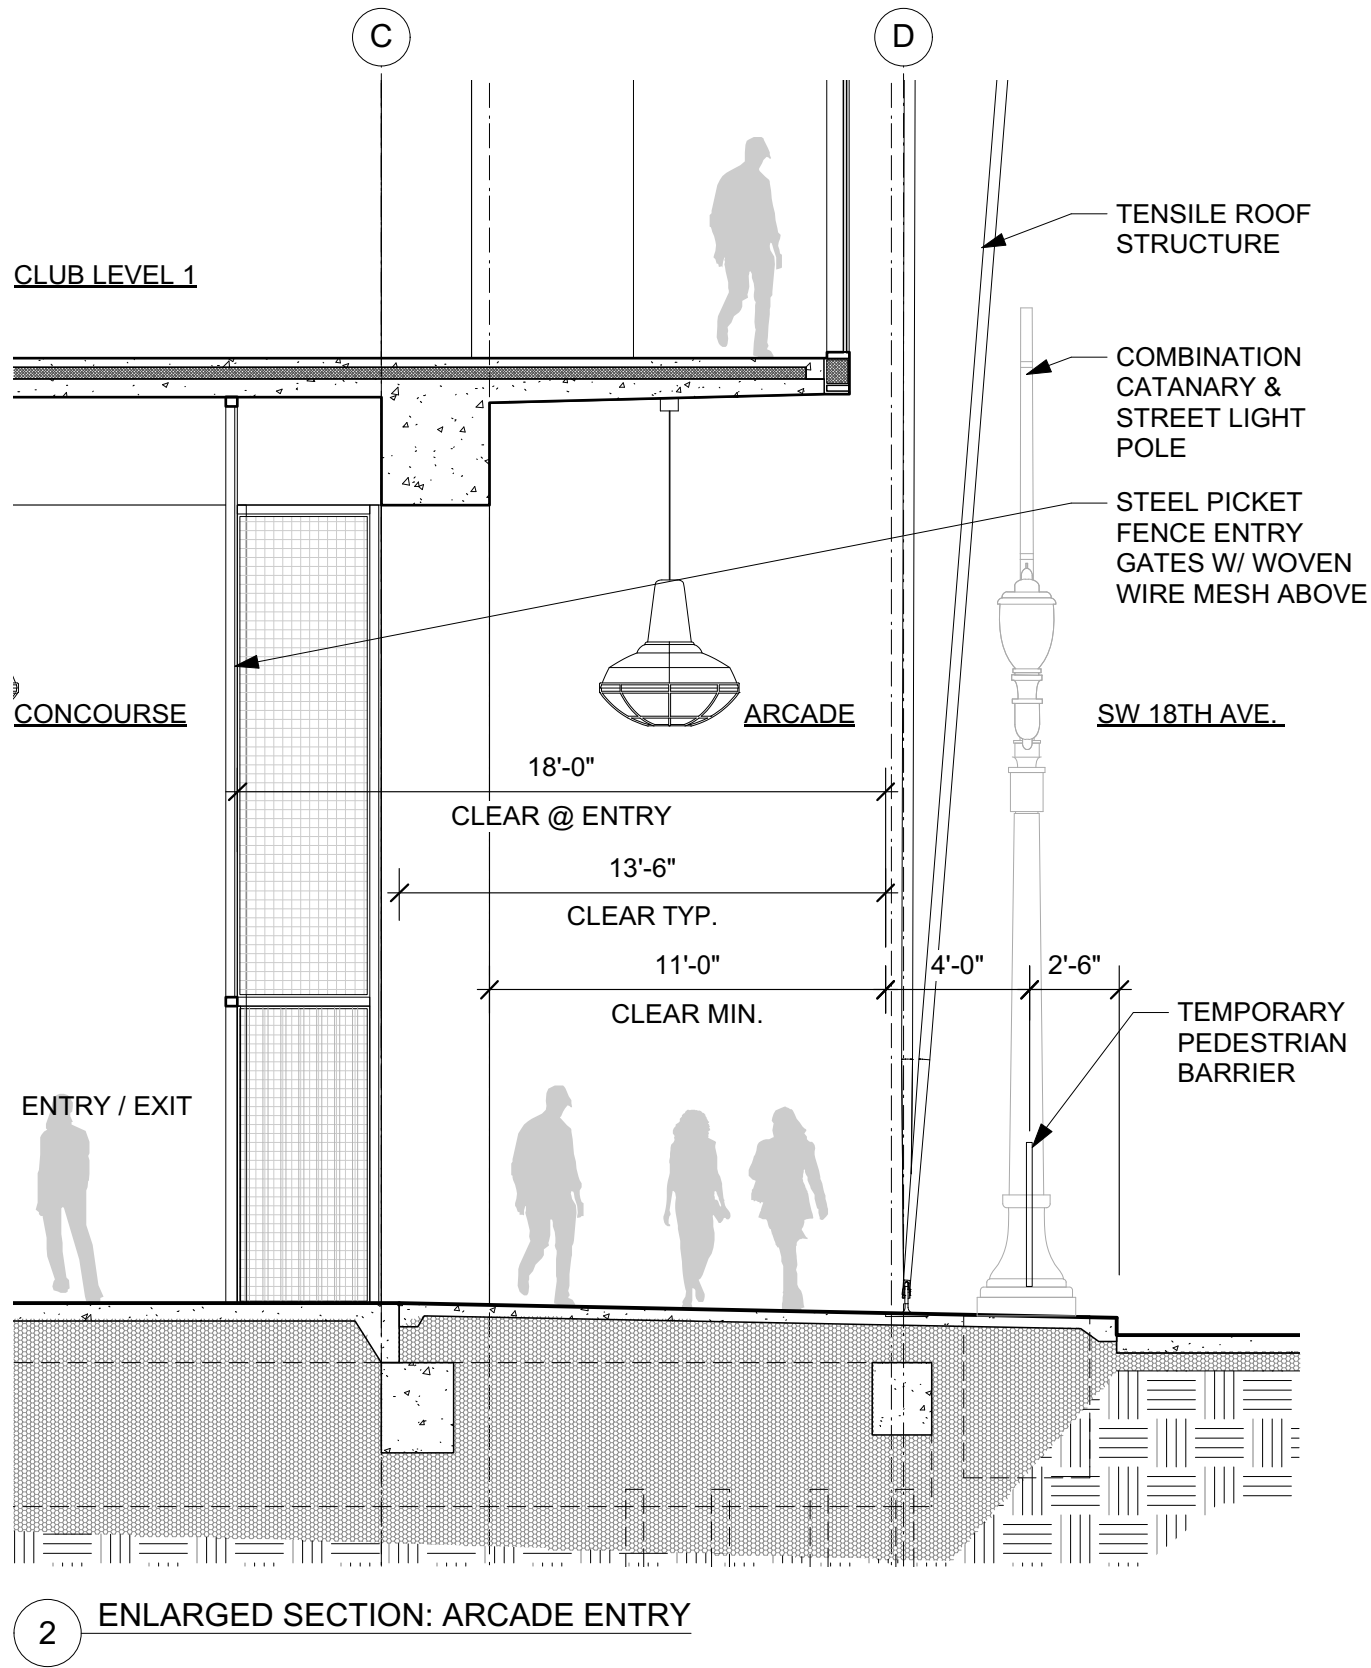 C
D
TENSILE ROOF
STRUCTURE
CLUB LEVEL 1
COMBINATION
CATANARY &
STREET LIGHT
POLE
STEEL PICKET
FENCE ENTRY
GATES W/ WOVEN
WIRE MESH ABOVE
CONCOURSE
ARCADE
SW 18TH AVE.
18'-0"
CLEAR @ ENTRY
13'-6"
CLEAR TYP.
11'-0"
CLEAR MIN.
4'-0"
2'-6"
TEMPORARY
PEDESTRIAN
BARRIER
ENTRY / EXIT
2
ENLARGED SECTION: ARCADE ENTRY